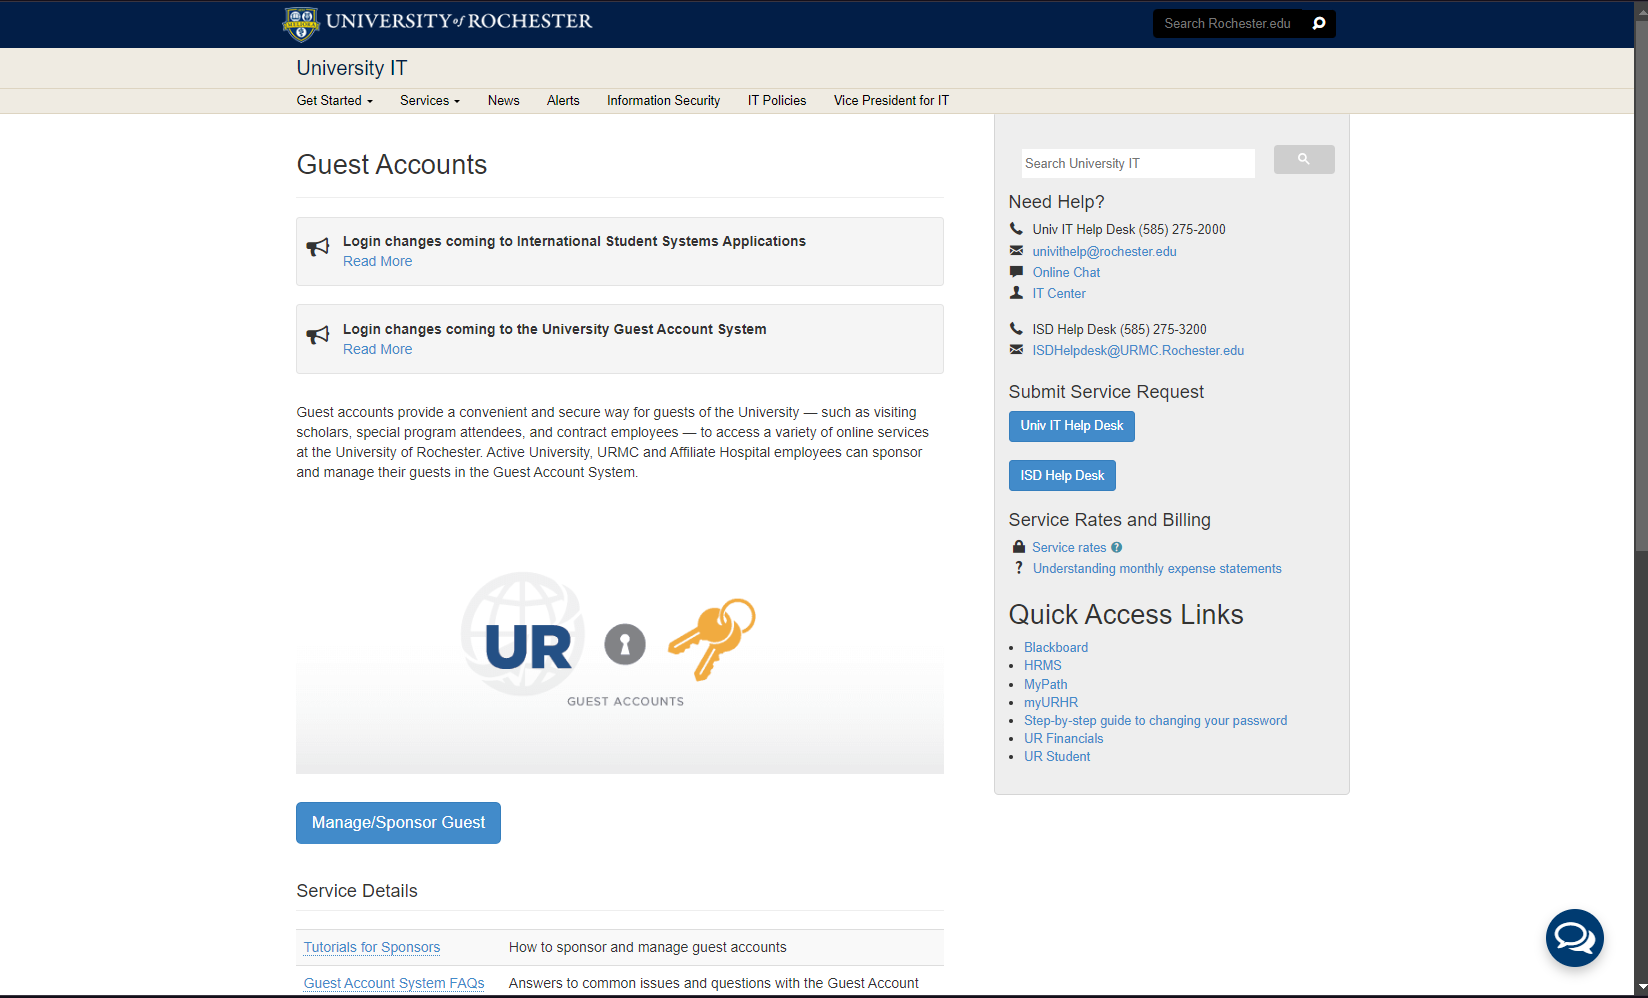 UNIVERSITY of ROCHESTER
Search Rochester.edu
University IT
Get Started Services News Alerts Information Security IT Policies Vice President for IT
Guest Accounts
Login changes coming to International Student Systems Applications
Read More
Login changes coming to the University Guest Account System
Read More
Guest accounts provide a convenient and secure way for guests of the University — such as visiting
scholars, special program attendees, and contract employees — to access a variety of online services
at the University of Rochester. Active University, URMC and Affiliate Hospital employees can sponsor
and manage their guests in the Guest Account System.
UR
GUEST ACCOUNTS
Manage/Sponsor Guest
Service Details
Tutorials for Sponsors How to sponsor and manage guest accounts
Guest Account System FAQs Answers to common issues and questions with the Guest Account
Search University IT
Need Help?
Univ IT Help Desk (585) 275-2000
univithelp@rochester.edu
Online Chat
IT Center
ISD Help Desk (585) 275-3200
ISDHelpdesk@URMC.Rochester.edu
Submit Service Request
Univ IT Help Desk
ISD Help Desk
Service Rates and Billing
Service rates ?
? Understanding monthly expense statements
Quick Access Links
• Blackboard
• HRMS
• MyPath
• myURHR
• Step-by-step guide to changing your password
• UR Financials
• UR Student